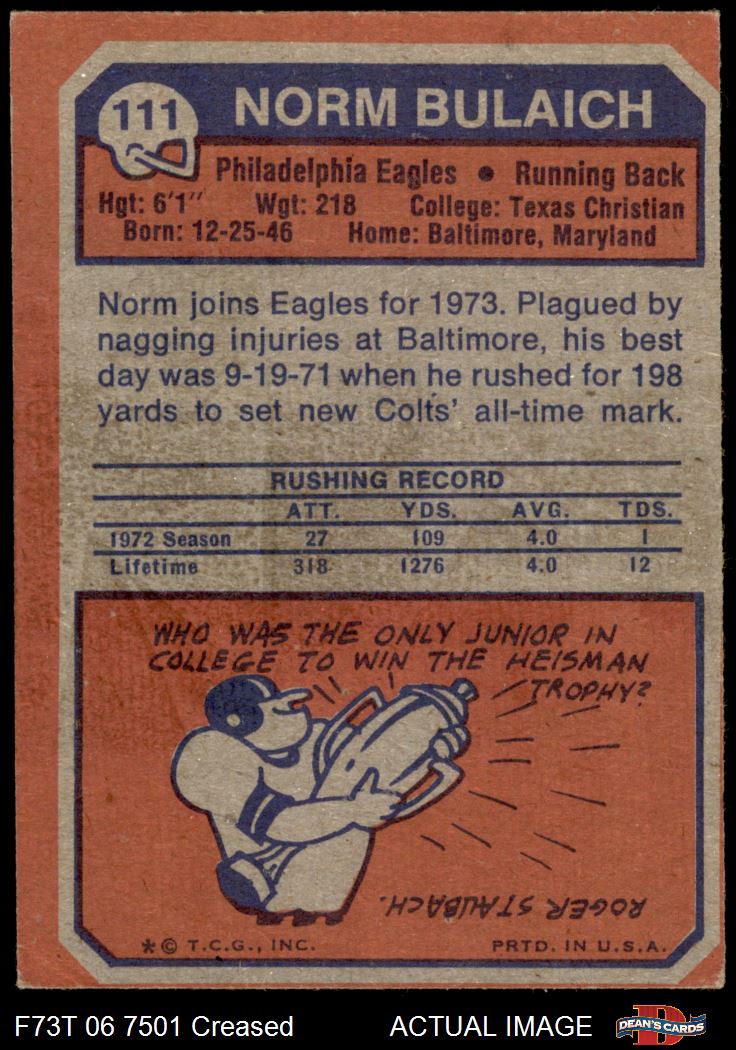 111
NORM BULAICH
Philadelphia Eagles • Running Back
Hgt: 6'1" Wgt: 218 College: Texas Christian
Born: 12-25-46 Home: Baltimore, Maryland
Norm joins Eagles for 1973. Plagued by
nagging injuries at Baltimore, his best
day was 9-19-71 when he rushed for 198
yards to set new Colts' all-time mark.
RUSHING RECORD
ATT. YDS. AVG. TDS.
1972 Season 27 109 4.0 1
Lifetime 318 1276 4.0 12
WHO WAS THE ONLY JUNIOR IN
COLLEGE TO WIN THE HEISMAN
TROPHY?
ROGER STAUBACH.
*© T.C.G., INC. PRTD. IN U.S.A.
F73T 06 7501 Creased ACTUAL IMAGE
D
DEAN'S CARDS